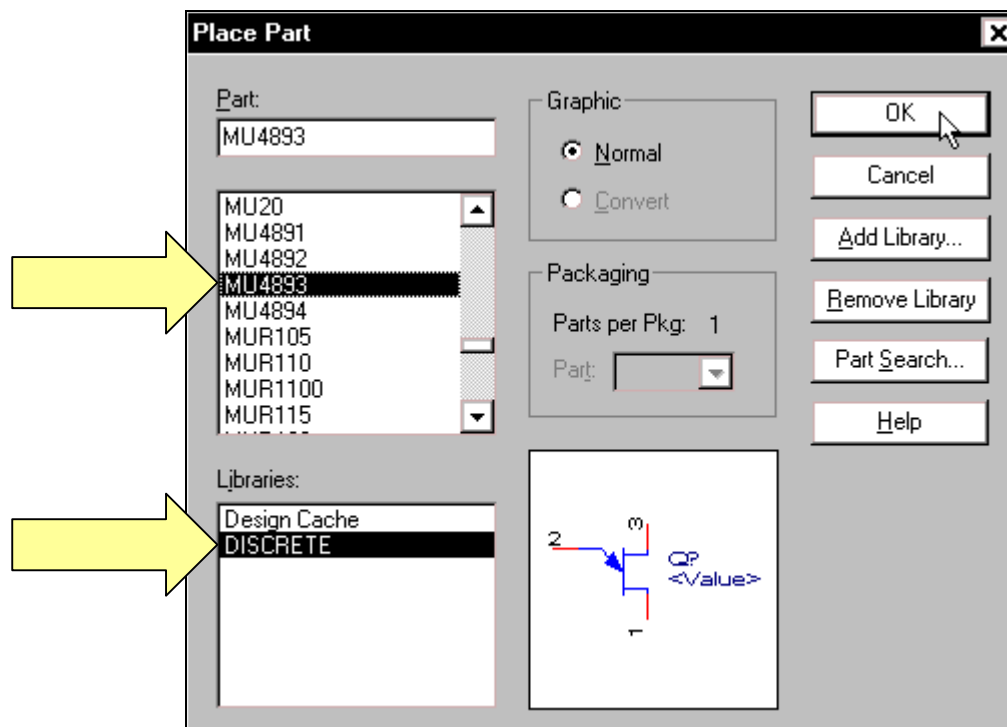 Place Part
Part:
MU4893
MU20
MU4891
MU4892
MU4893
MU4894
MUR105
MUR110
MUR1100
MUR115
Libraries:
Design Cache
DISCRETE
Graphic
Normal
Convert
Packaging
Parts per Pkg: 1
Part:
2
3
1
Q?
<Value>
OK
Cancel
Add Library...
Remove Library
Part Search...
Help